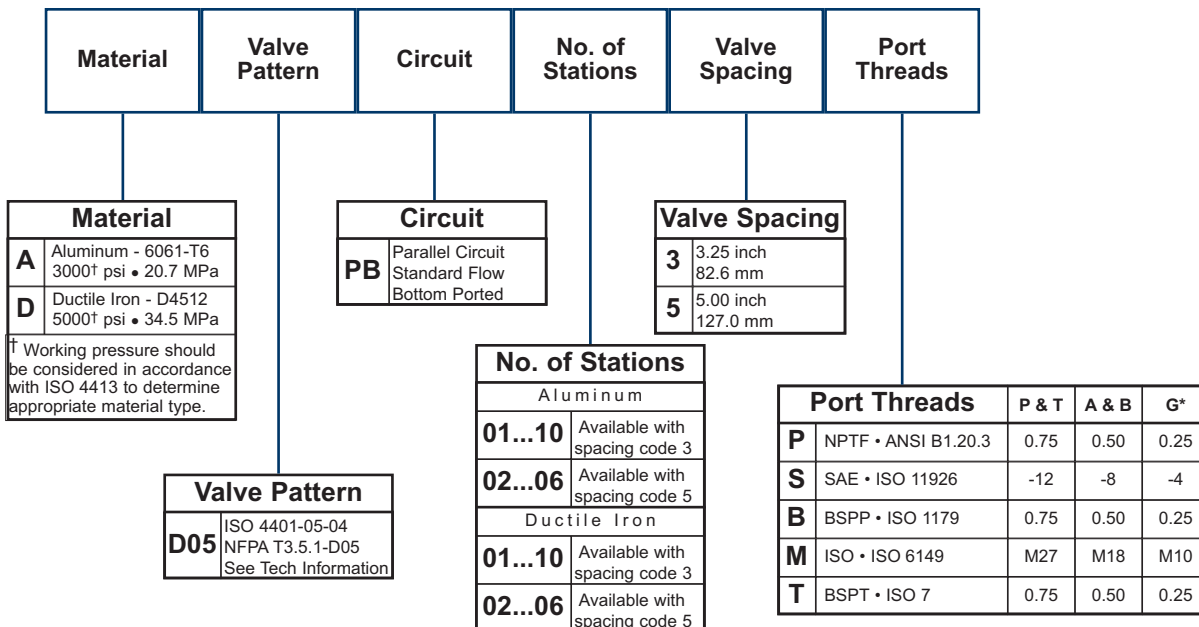 Material
Valve
Pattern
Circuit
No. of
Stations
Valve
Spacing
Port
Threads
Material
A
Aluminum - 6061-T6
3000† psi • 20.7 MPa
D
Ductile Iron - D4512
5000† psi • 34.5 MPa
† Working pressure should
be considered in accordance
with ISO 4413 to determine
appropriate material type.
Valve Pattern
D05
ISO 4401-05-04
NFPA T3.5.1-D05
See Tech Information
Circuit
PB
Parallel Circuit
Standard Flow
Bottom Ported
No. of Stations
Aluminum
01...10
Available with
spacing code 3
02...06
Available with
spacing code 5
Ductile Iron
01...10
Available with
spacing code 3
02...06
Available with
spacing code 5
Valve Spacing
3
3.25 inch
82.6 mm
5
5.00 inch
127.0 mm
Port Threads P & T A & B G*
P NPTF • ANSI B1.20.3 0.75 0.50 0.25
S SAE • ISO 11926 -12 -8 -4
B BSPP • ISO 1179 0.75 0.50 0.25
M ISO • ISO 6149 M27 M18 M10
T BSPT • ISO 7 0.75 0.50 0.25